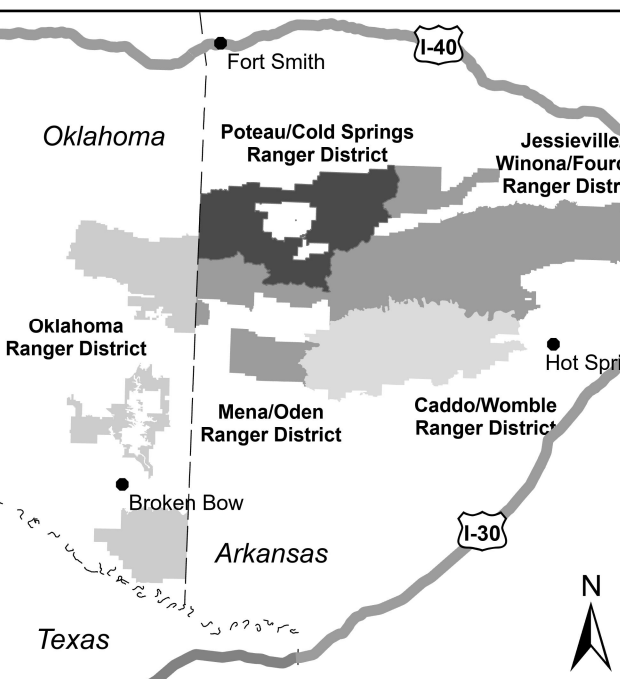 I-40
Fort Smith
Oklahoma
Poteau/Cold Springs
Ranger District
Jessieville/
Winona/Fourc
Ranger Distr
Oklahoma
Ranger District
Hot Spri
Mena/Oden
Ranger District
Caddo/Womble
Ranger District
Broken Bow
I-30
Arkansas
N
Texas